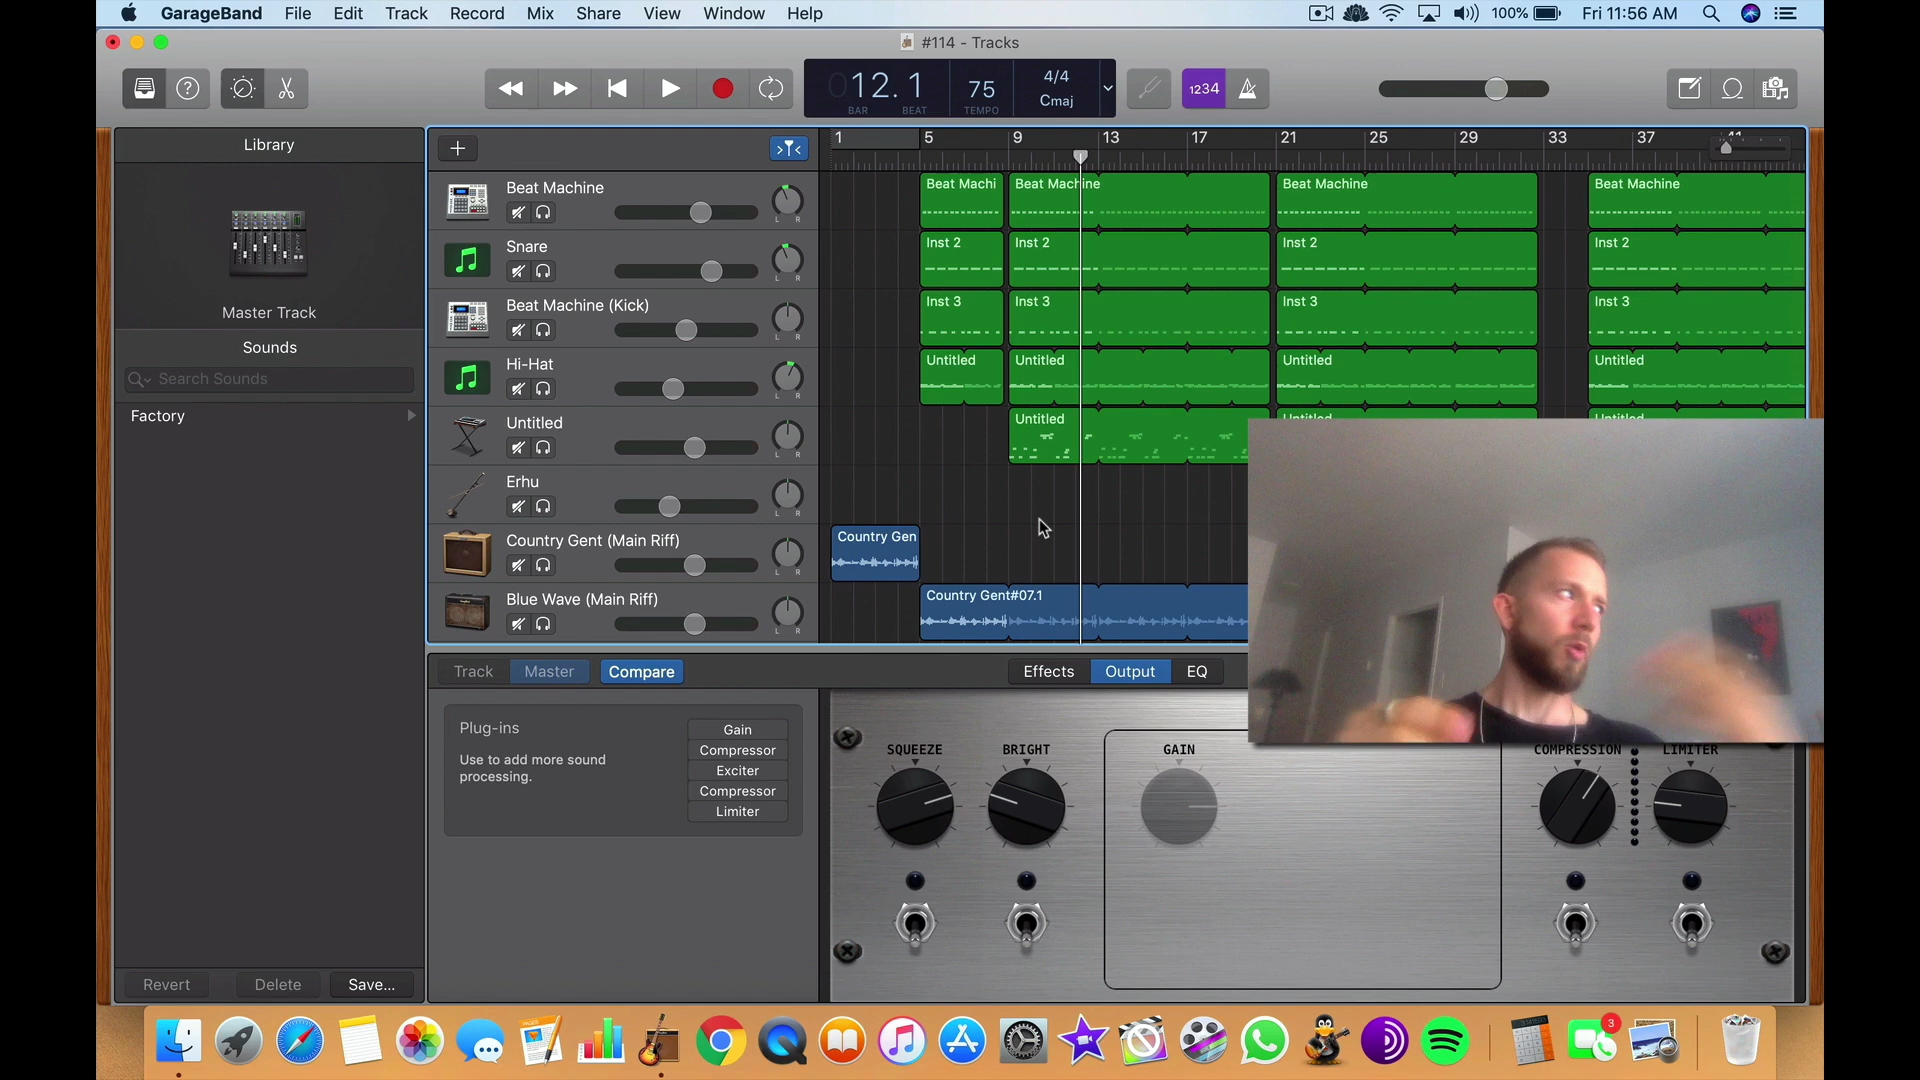 GarageBand File Edit Track Record Mix Share View Window Help
100% Fri 11:56 AM
#114 - Tracks
012.1 75 4/4
Cmaj
BAR BEAT TEMPO
1234
Library
Master Track
Sounds
Search Sounds
Factory
Revert Delete Save...
1 5 9 13 17 21 25 29 33 37 41
Beat Machine
Snare
Beat Machine (Kick)
Hi-Hat
Untitled
Erhu
Country Gent (Main Riff)
Blue Wave (Main Riff)
L R
L R
L R
L R
L R
L R
L R
L R
Beat Machi Beat Machine Beat Machine Beat Machine
Inst 2 Inst 2 Inst 2 Inst 2
Inst 3 Inst 3 Inst 3 Inst 3
Untitled Untitled Untitled Untitled
Untitled Untitled Untitled
Country Gen
Country Gent#07.1
Track Master Compare
Effects Output EQ
Plug-ins
Use to add more sound
processing.
Gain
Compressor
Exciter
Compressor
Limiter
SQUEEZE BRIGHT GAIN COMPRESSION LIMITER
3